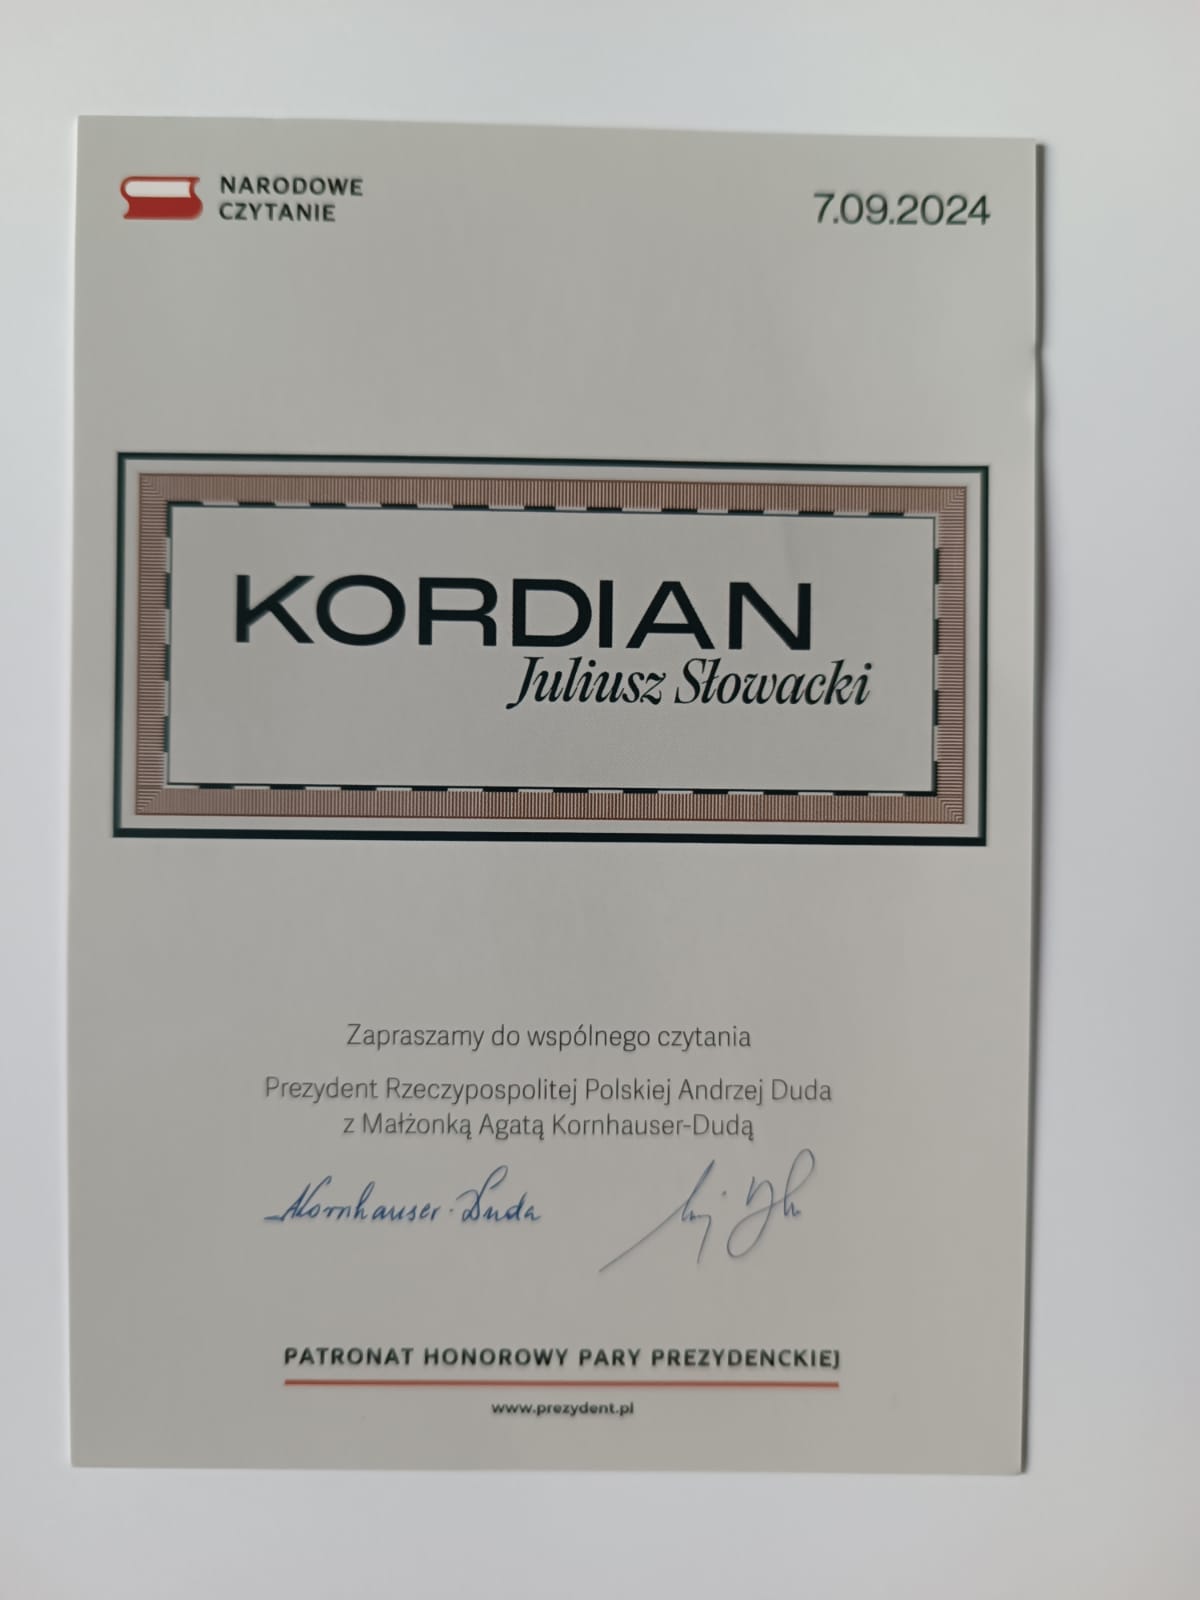 NARODOWE
CZYTANIE
7.09.2024
KORDIAN
Juliusz Słowacki
Zapraszamy do wspólnego czytania
Prezydent Rzeczypospolitej Polskiej Andrzej Duda
z Małżonką Agatą Kornhauser-Dudą
AKornhauser-Duda
PATRONAT HONOROWY PARY PREZYDENCKIEJ
www.prezydent.pl